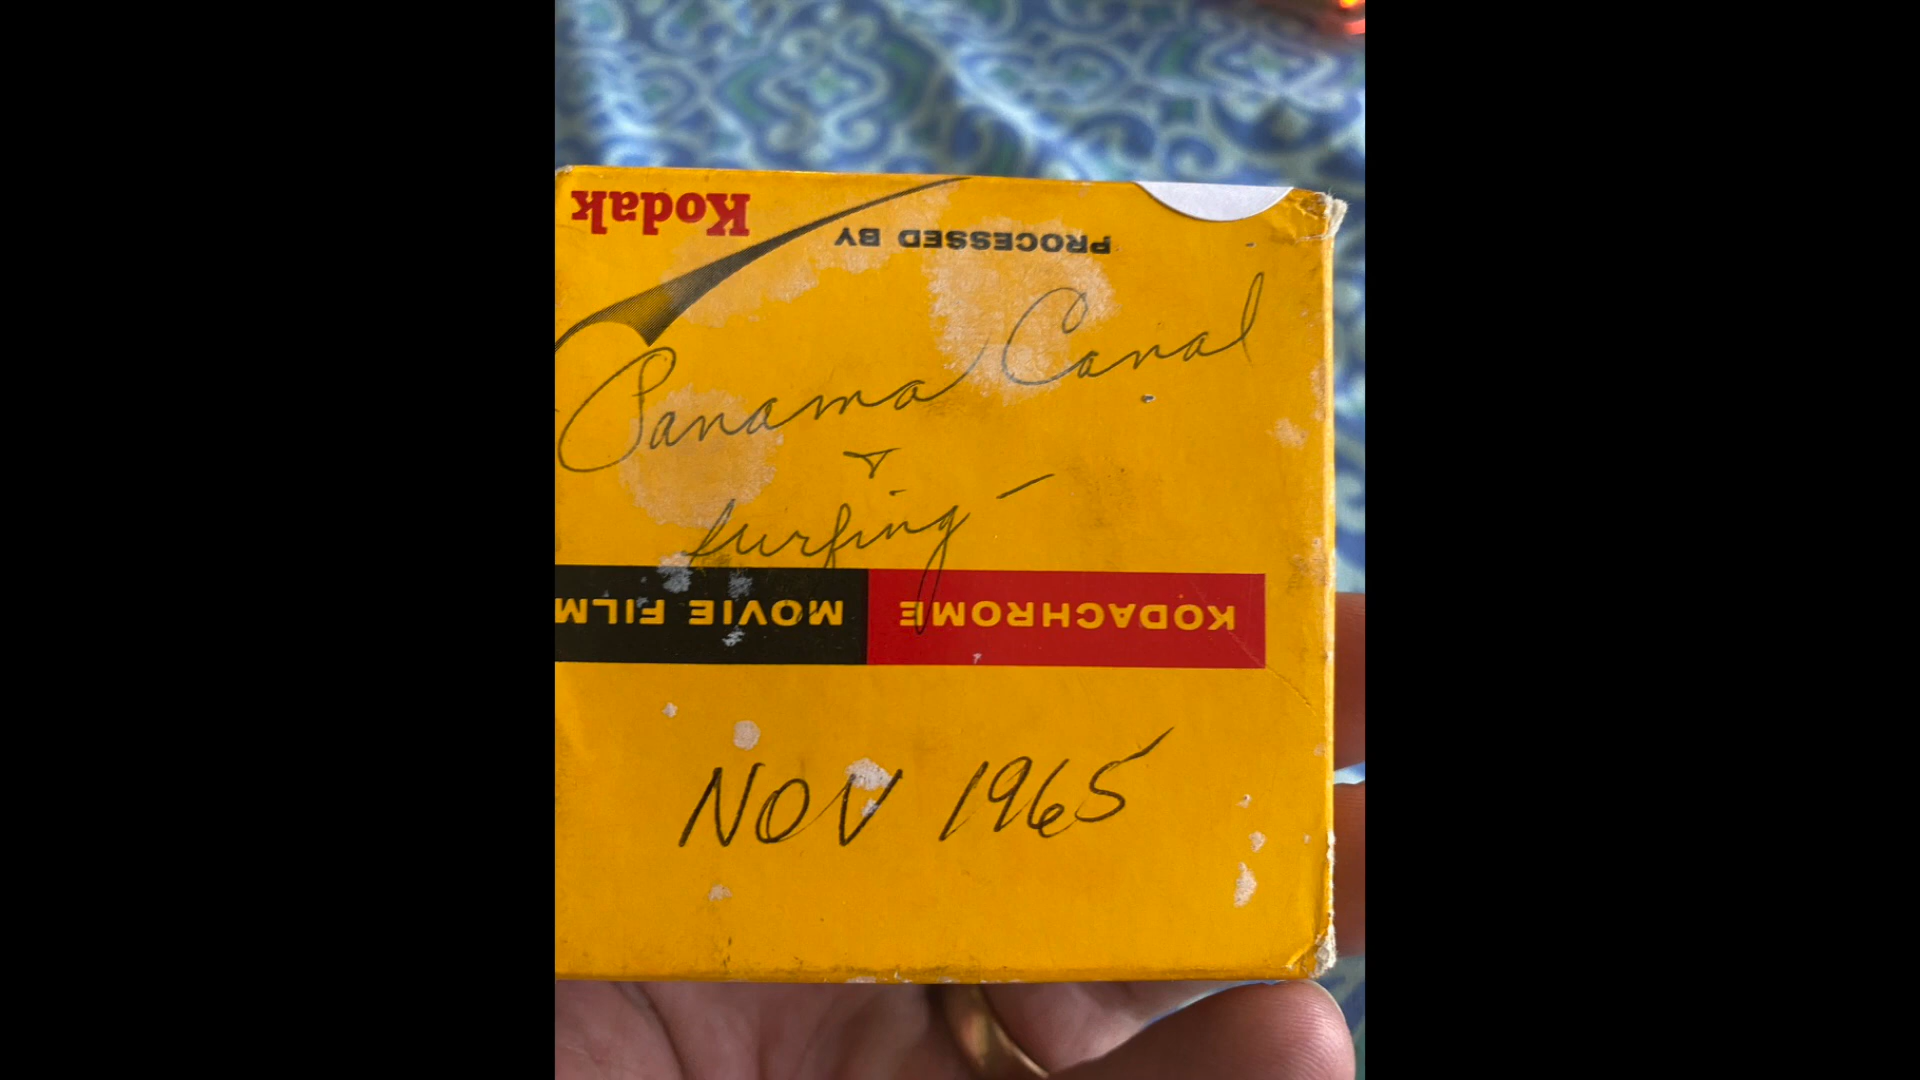 Kodak
PROCESSED BY
Panama Canal
&
surfing -
KODACHROME MOVIE FILM
NOV 1965